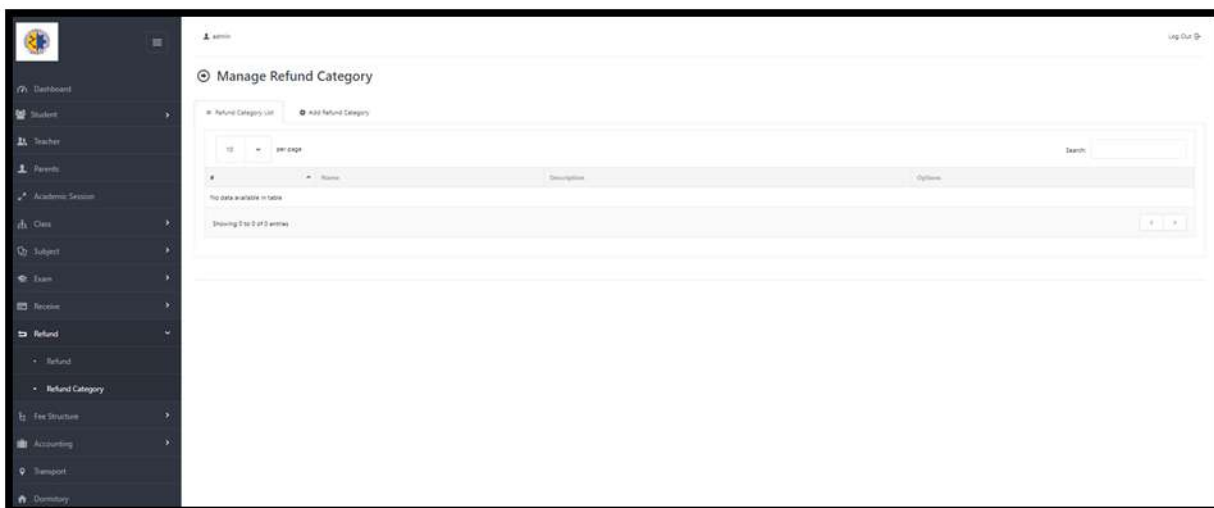 admin
Log Out
Manage Refund Category
Refund Category List
Add Refund Category
10 per page
Search:
# Name Description Options
No data available in table
Showing 0 to 0 of 0 entries
Dashboard
Student
Teacher
Parents
Academic Session
Class
Subject
Exam
Receive
Refund
Refund
Refund Category
Fee Structure
Accounting
Transport
Dormitory